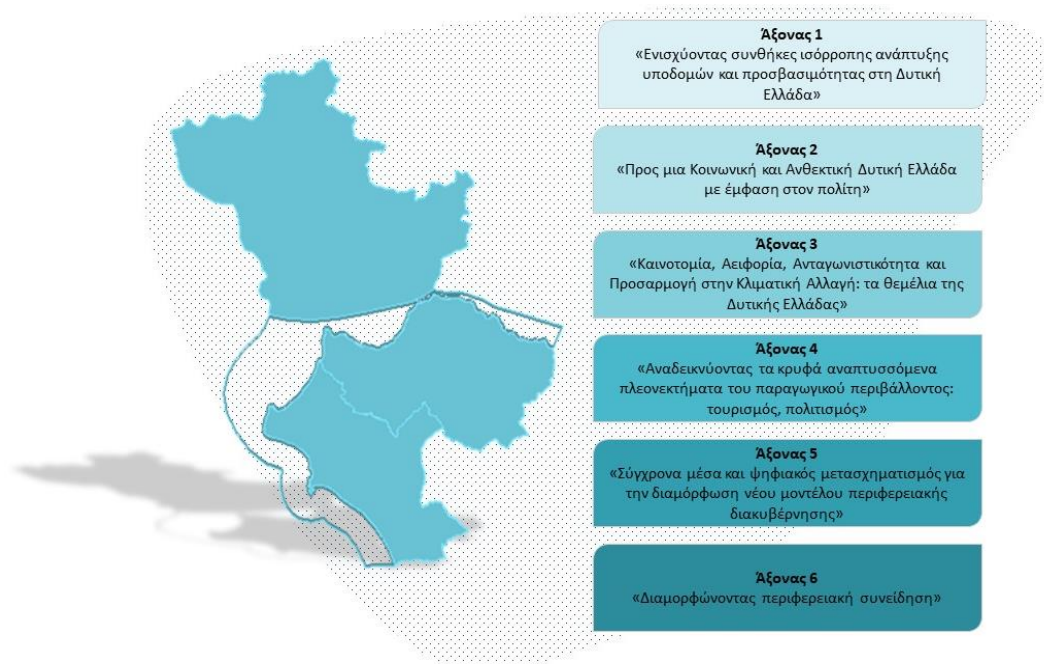 Άξονας 1
«Ενισχύοντας συνθήκες ισόρροπης ανάπτυξης
υποδομών και προσβασιμότητας στη Δυτική
Ελλάδα»
Άξονας 2
«Προς μια Κοινωνική και Ανθεκτική Δυτική Ελλάδα
με έμφαση στον πολίτη»
Άξονας 3
«Καινοτομία, Αειφορία, Ανταγωνιστικότητα και
Προσαρμογή στην Κλιματική Αλλαγή: τα θεμέλια της
Δυτικής Ελλάδας»
Άξονας 4
«Αναδεικνύοντας τα κρυφά αναπτυσσόμενα
πλεονεκτήματα του παραγωγικού περιβάλλοντος:
τουρισμός, πολιτισμός»
Άξονας 5
«Σύγχρονα μέσα και ψηφιακός μετασχηματισμός για
την διαμόρφωση νέου μοντέλου περιφερειακής
διακυβέρνησης»
Άξονας 6
«Διαμορφώνοντας περιφερειακή συνείδηση»